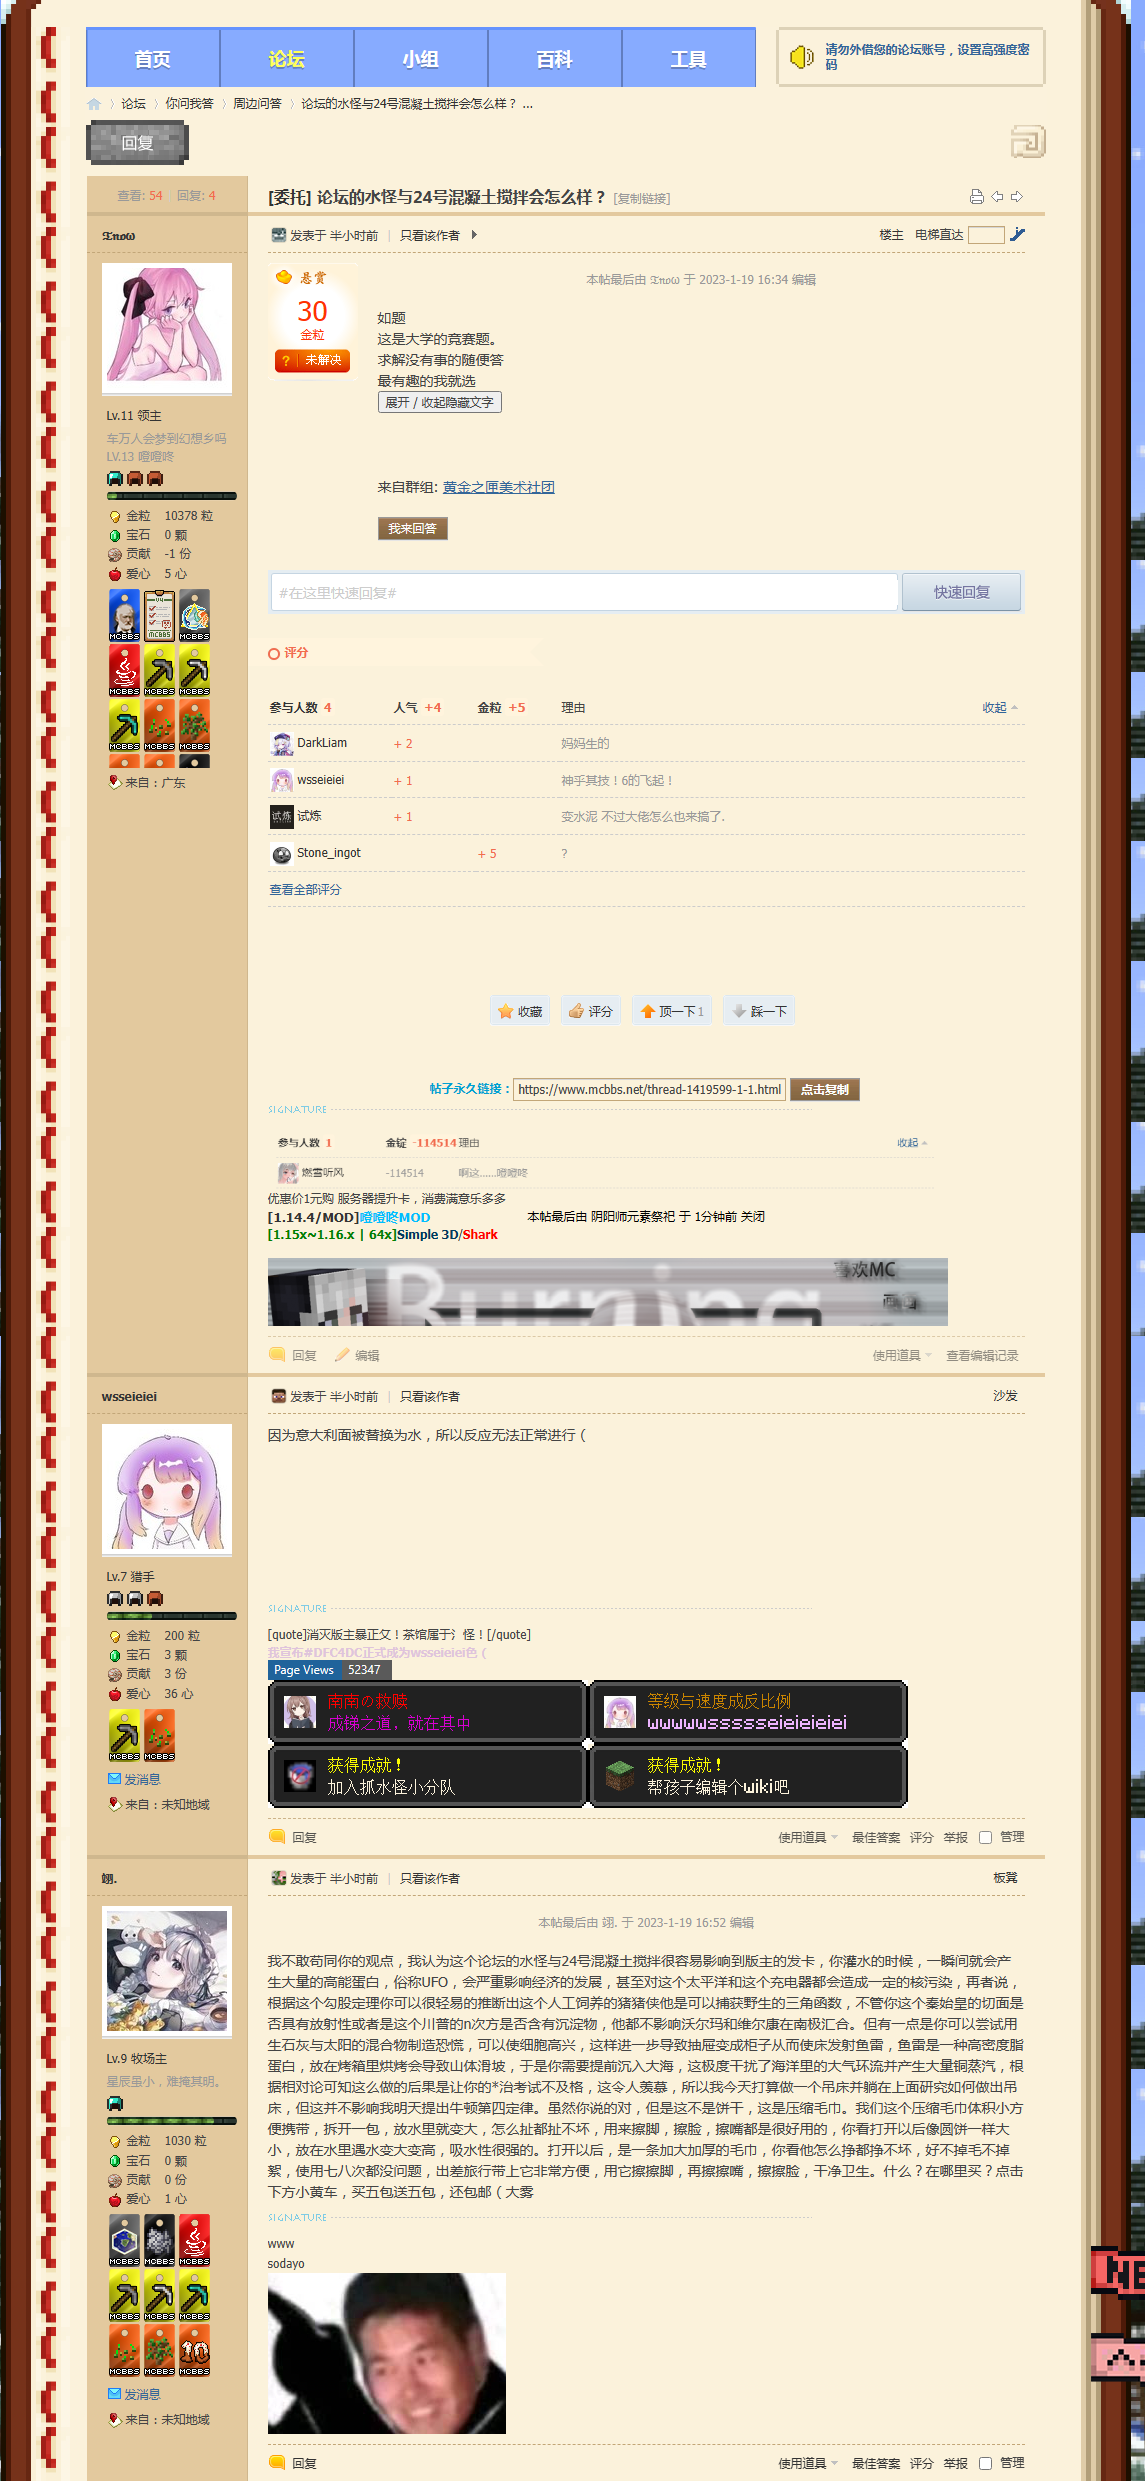 首页 论坛 小组 百科 工具
请勿外借您的论坛账号，设置高强度密
码
论坛 〉 你问我答 〉 周边问答 〉 论坛的水怪与24号混凝土搅拌会怎么样？ ...
回复
查看: 54 | 回复: 4
[委托] 论坛的水怪与24号混凝土搅拌会怎么样？ [复制链接]
发表于 半小时前 | 只看该作者
楼主 电梯直达
Lv.11 领主
车万人会梦到幻想乡吗
LV.13 噔噔咚
金粒 10378 粒
宝石 0 颗
贡献 -1 份
爱心 5 心
来自：广东
悬赏
30
金粒
? 未解决
本帖最后由 𝔛𝔫𝔬𝔴 于 2023-1-19 16:34 编辑
如题
这是大学的竞赛题。
求解没有事的随便答
最有趣的我就选
展开 / 收起隐藏文字
来自群组: 黄金之匣美术社团
我来回答
#在这里快速回复#
快速回复
评分
参与人数 4 人气 +4 金粒 +5 理由 收起
DarkLiam + 2 妈妈生的
wsseieiei + 1 神乎其技！6的飞起！
试炼 + 1 变水泥 不过大佬怎么也来搞了.
Stone_ingot + 5 ?
查看全部评分
收藏 评分 顶一下 1 踩一下
帖子永久链接： https://www.mcbbs.net/thread-1419599-1-1.html 点击复制
SIGNATURE
参与人数 1 金锭 -114514 理由 收起
燃雪听风 -114514 啊这......噔噔咚
优惠价1元购 服务器提升卡，消费满意乐多多
[1.14.4/MOD]噔噔咚MOD
本帖最后由 阴阳师元素祭祀 于 1分钟前 关闭
[1.15x~1.16.x | 64x]Simple 3D/Shark
Burning
喜欢MC
画画
回复 编辑 使用道具 查看编辑记录
wsseieiei
发表于 半小时前 | 只看该作者 沙发
因为意大利面被替换为水，所以反应无法正常进行（
Lv.7 猎手
金粒 200 粒
宝石 3 颗
贡献 3 份
爱心 36 心
发消息
来自：未知地域
SIGNATURE
[quote]消灭版主暴正攵！茶馆属于氵怪！[/quote]
我宣布#DFC4DC正式成为wsseieiei色（
Page Views 52347
南南の救赎
成锑之道，就在其中
等级与速度成反比例
wwwwwssssseieieieiei
获得成就！
加入抓水怪小分队
获得成就！
帮孩子编辑个wiki吧
回复 使用道具 最佳答案 评分 举报 管理
翊.
发表于 半小时前 | 只看该作者 板凳
Lv.9 牧场主
星辰虽小，难掩其明。
金粒 1030 粒
宝石 0 颗
贡献 0 份
爱心 1 心
发消息
来自：未知地域
本帖最后由 翊. 于 2023-1-19 16:52 编辑
我不敢苟同你的观点，我认为这个论坛的水怪与24号混凝土搅拌很容易影响到版主的发卡，你灌水的时候，一瞬间就会产
生大量的高能蛋白，俗称UFO，会严重影响经济的发展，甚至对这个太平洋和这个充电器都会造成一定的核污染，再者说，
根据这个勾股定理你可以很轻易的推断出这个人工饲养的猪猪侠他是可以捕获野生的三角函数，不管你这个秦始皇的切面是
否具有放射性或者是这个川普的n次方是否含有沉淀物，他都不影响沃尔玛和维尔康在南极汇合。但有一点是你可以尝试用
生石灰与太阳的混合物制造恐慌，可以使细胞高兴，这样进一步导致抽屉变成柜子从而使床发射鱼雷，鱼雷是一种高密度脂
蛋白，放在烤箱里烘烤会导致山体滑坡，于是你需要提前沉入大海，这极度干扰了海洋里的大气环流并产生大量铜蒸汽，根
据相对论可知这么做的后果是让你的*治考试不及格，这令人羡慕，所以我今天打算做一个吊床并躺在上面研究如何做出吊
床，但这并不影响我明天提出牛顿第四定律。虽然你说的对，但是这不是饼干，这是压缩毛巾。我们这个压缩毛巾体积小方
便携带，拆开一包，放水里就变大，怎么扯都扯不坏，用来擦脚，擦脸，擦嘴都是很好用的，你看打开以后像圆饼一样大
小，放在水里遇水变大变高，吸水性很强的。打开以后，是一条加大加厚的毛巾，你看他怎么挣都挣不坏，好不掉毛不掉
絮，使用七八次都没问题，出差旅行带上它非常方便，用它擦擦脚，再擦擦嘴，擦擦脸，干净卫生。什么？在哪里买？点击
下方小黄车，买五包送五包，还包邮（大雾
SIGNATURE
www
sodayo
回复 使用道具 最佳答案 评分 举报 管理